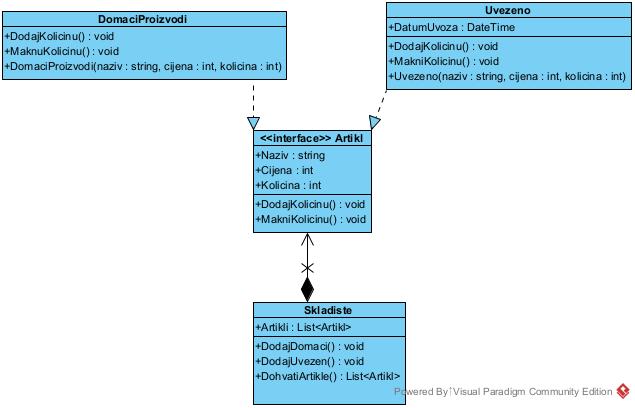 DomaciProizvodi
+DodajKolicinu() : void
+MaknuKolicinu() : void
+DomaciProizvodi(naziv : string, cijena : int, kolicina : int)
Uvezeno
+DatumUvoza : DateTime
+DodajKolicinu() : void
+MakniKolicinu() : void
+Uvezeno(naziv : string, cijena : int, kolicina : int)
<<interface>> Artikl
+Naziv : string
+Cijena : int
+Kolicina : int
+DodajKolicinu() : void
+MakniKolicinu() : void
Skladiste
+Artikli : List<Artikl>
+DodajDomaci() : void
+DodajUvezen() : void
+DohvatiArtikle() : List<Artikl>
Powered By Visual Paradigm Community Edition